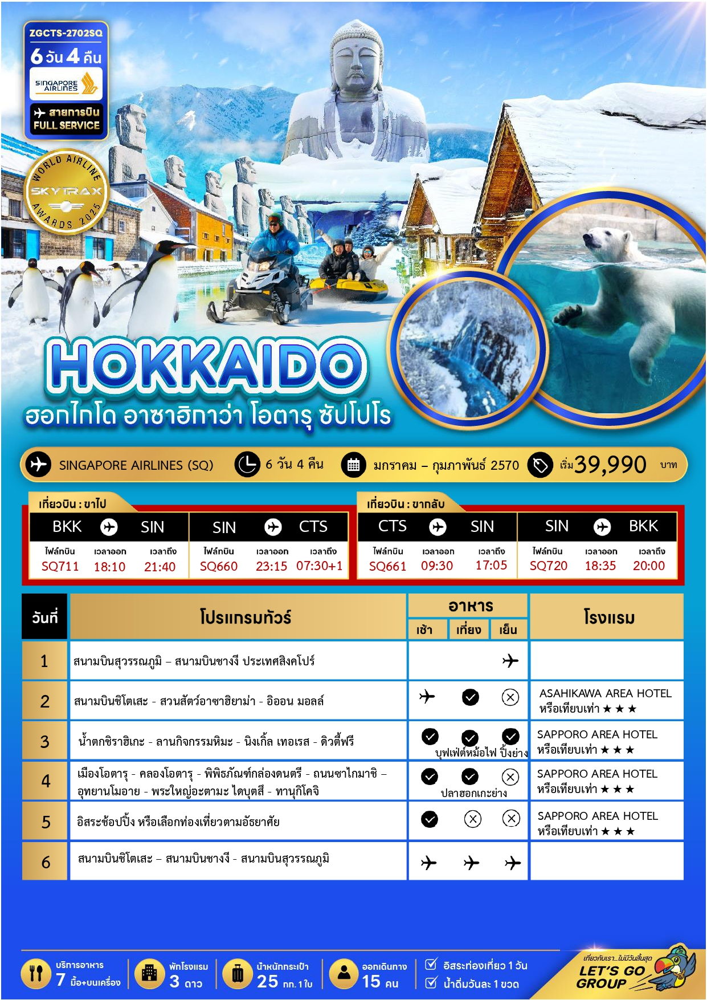 ZGCTS-2702SQ
6 วัน 4 คืน
SINGAPORE
AIRLINES
สายการบิน
FULL SERVICE
WORLD AIRLINE
SKYTRAX
AWARDS 2025
HOKKAIDO
ฮอกไกโด อาซาฮิกาว่า โอตารุ ซัปโปโร
SINGAPORE AIRLINES (SQ) 6 วัน 4 คืน มกราคม – กุมภาพันธ์ 2570 เริ่ม 39,990 บาท
เที่ยวบิน : ขาไป เที่ยวบิน : ขากลับ
BKK SIN SIN CTS CTS SIN SIN BKK
ไฟล์ทบิน เวลาออก เวลาถึง ไฟล์ทบิน เวลาออก เวลาถึง ไฟล์ทบิน เวลาออก เวลาถึง ไฟล์ทบิน เวลาออก เวลาถึง
SQ711 18:10 21:40 SQ660 23:15 07:30+1 SQ661 09:30 17:05 SQ720 18:35 20:00
วันที่ โปรแกรมทัวร์ อาหาร โรงแรม
เช้า เที่ยง เย็น
1 สนามบินสุวรรณภูมิ – สนามบินชางงี ประเทศสิงคโปร์
2 สนามบินชิโตเสะ - สวนสัตว์อาซาฮิยาม่า - อิออน มอลล์ ASAHIKAWA AREA HOTEL
หรือเทียบเท่า ★ ★ ★
3 น้ำตกชิราฮิเกะ - ลานกิจกรรมหิมะ - นิงเกิ้ล เทอเรส - ดิวตี้ฟรี SAPPORO AREA HOTEL
บุฟเฟ่ต์หม้อไฟ ปิ้งย่าง หรือเทียบเท่า ★ ★ ★
4 เมืองโอตารุ - คลองโอตารุ - พิพิธภัณฑ์กล่องดนตรี - ถนนซาไกมาชิ – SAPPORO AREA HOTEL
อุทยานโมอาย - พระใหญ่อะตามะ ไดบุตสึ - ทานุกิโคจิ ปลาฮอกเกะย่าง หรือเทียบเท่า ★ ★ ★
5 อิสระช้อปปิ้ง หรือเลือกท่องเที่ยวตามอัธยาศัย SAPPORO AREA HOTEL
หรือเทียบเท่า ★ ★ ★
6 สนามบินชิโตเสะ – สนามบินชางงี - สนามบินสุวรรณภูมิ
บริการอาหาร
7 มื้อ+บนเครื่อง
พักโรงแรม
3 ดาว
น้ำหนักกระเป๋า
25 กก. 1 ใบ
ออกเดินทาง
15 คน
อิสระท่องเที่ยว 1 วัน
น้ำดื่มวันละ 1 ขวด
เที่ยวกับเรา...ไม่มีวันสิ้นสุด
LET'S GO
GROUP